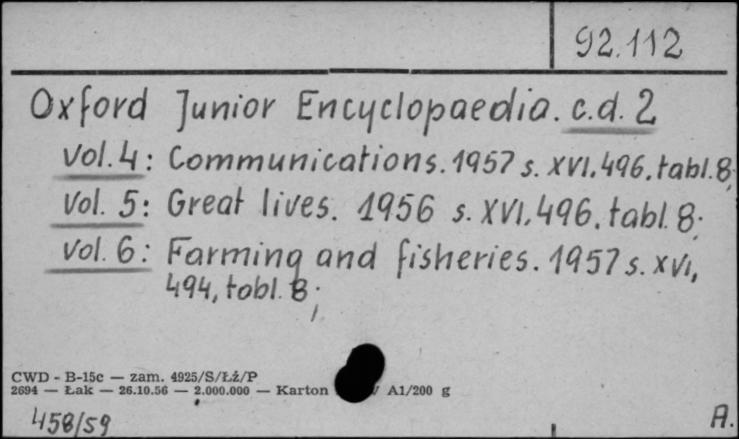 92.112
Oxford Junior Encyclopaedia. c.d. 2
Vol. 4: Communications. 1957 s. XVI, 496, tabl. 8;
Vol. 5: Great lives. 1956 s. XVI, 496, tabl. 8;
Vol. 6: Farming and fisheries. 1957 s. XVI,
494, tabl. 8;
CWD - B-15c — zam. 4925/S/Łż/P
2694 — Łak — 26.10.56 — 2.000.000 — Karton A1/200 g
458/59 A.